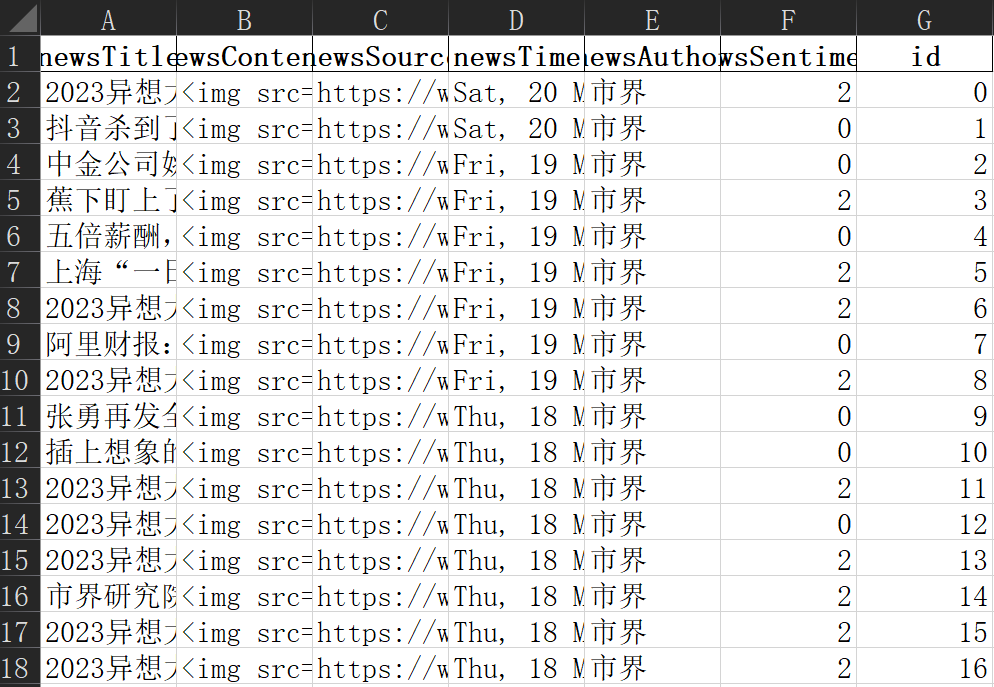 A B C D E F G
1 newsTitle newsConten newsSourc newsTime newsAutho wsSentime id
2 2023异想 <img src= https://w Sat, 20 M 市界 2 0
3 抖音杀到了 <img src= https://w Sat, 20 M 市界 0 1
4 中金公司 <img src= https://w Fri, 19 M 市界 0 2
5 蕉下盯上了 <img src= https://w Fri, 19 M 市界 2 3
6 五倍薪酬, <img src= https://w Fri, 19 M 市界 0 4
7 上海“一日 <img src= https://w Fri, 19 M 市界 2 5
8 2023异想 <img src= https://w Fri, 19 M 市界 2 6
9 阿里财报: <img src= https://w Fri, 19 M 市界 0 7
10 2023异想 <img src= https://w Fri, 19 M 市界 2 8
11 张勇再发全 <img src= https://w Thu, 18 M 市界 0 9
12 插上想象的 <img src= https://w Thu, 18 M 市界 0 10
13 2023异想 <img src= https://w Thu, 18 M 市界 2 11
14 2023异想 <img src= https://w Thu, 18 M 市界 0 12
15 2023异想 <img src= https://w Thu, 18 M 市界 2 13
16 市界研究院 <img src= https://w Thu, 18 M 市界 2 14
17 2023异想 <img src= https://w Thu, 18 M 市界 2 15
18 2023异想 <img src= https://w Thu, 18 M 市界 2 16